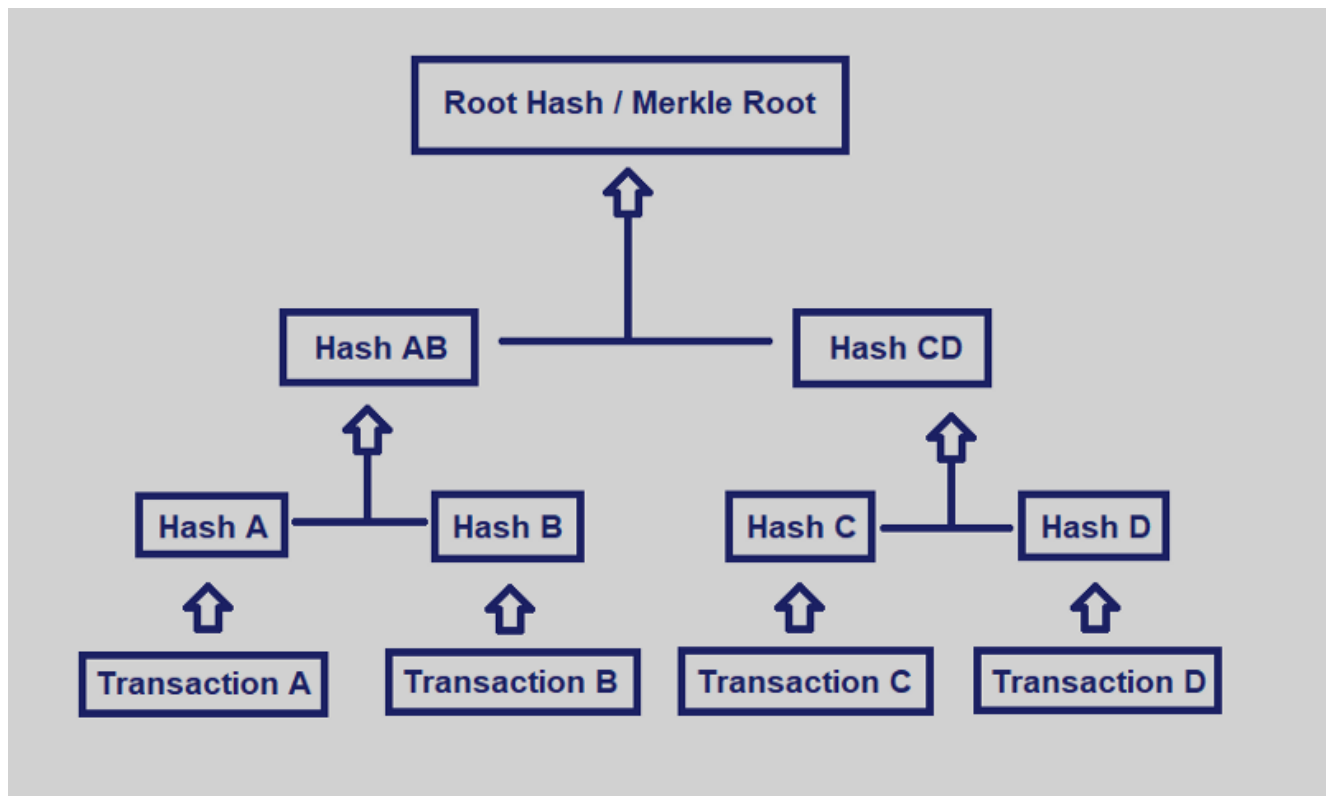 Root Hash / Merkle Root
Hash AB
Hash CD
Hash A
Hash B
Hash C
Hash D
Transaction A
Transaction B
Transaction C
Transaction D